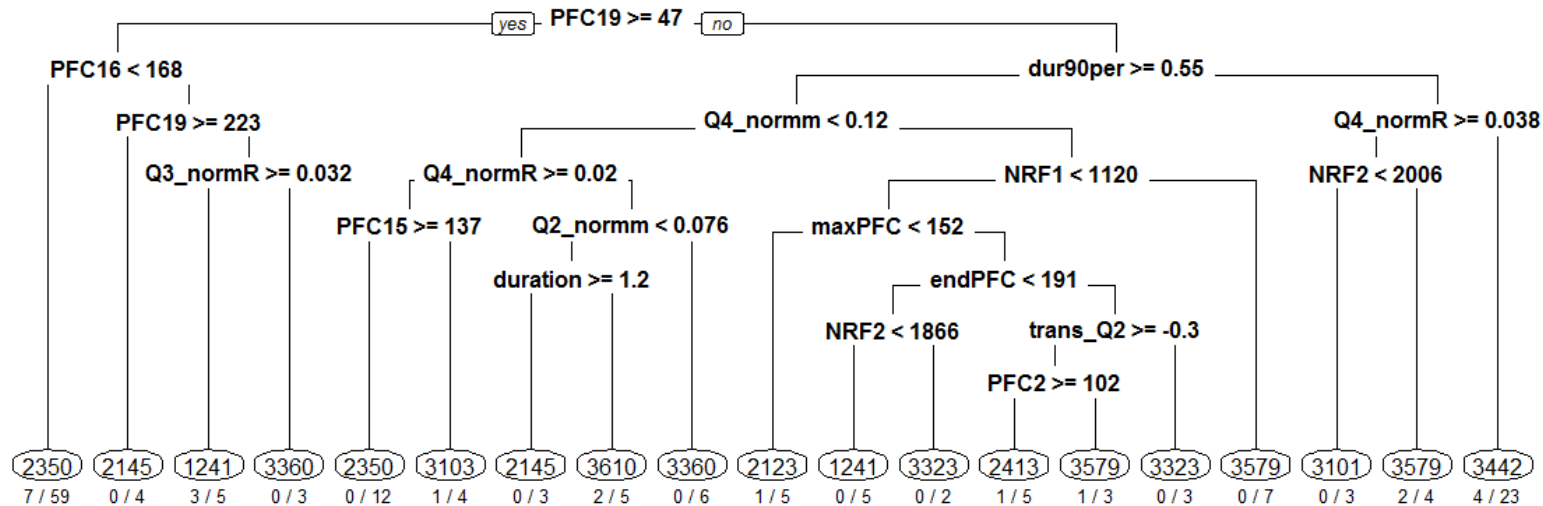 yes PFC19 >= 47 no
PFC16 < 168 dur90per >= 0.55
PFC19 >= 223 Q4_normm < 0.12 Q4_normR >= 0.038
Q3_normR >= 0.032 Q4_normR >= 0.02 NRF1 < 1120 NRF2 < 2006
PFC15 >= 137 Q2_normm < 0.076 maxPFC < 152
duration >= 1.2 endPFC < 191
NRF2 < 1866 trans_Q2 >= -0.3
PFC2 >= 102
2350 2145 1241 3360 2350 3103 2145 3610 3360 2123 1241 3323 2413 3579 3323 3579 3101 3579 3442
7 / 59 0 / 4 3 / 5 0 / 3 0 / 12 1 / 4 0 / 3 2 / 5 0 / 6 1 / 5 0 / 5 0 / 2 1 / 5 1 / 3 0 / 3 0 / 7 0 / 3 2 / 4 4 / 23